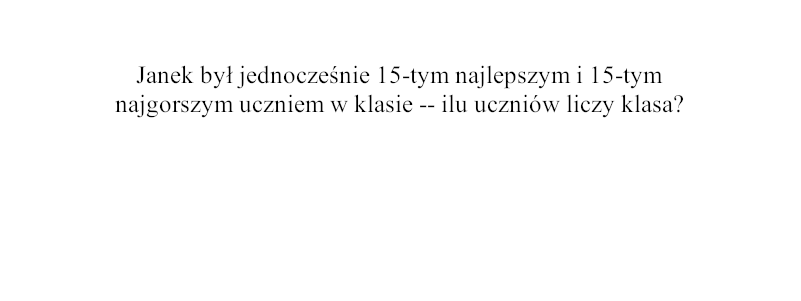 Janek był jednocześnie 15-tym najlepszym i 15-tym
najgorszym uczniem w klasie -- ilu uczniów liczy klasa?